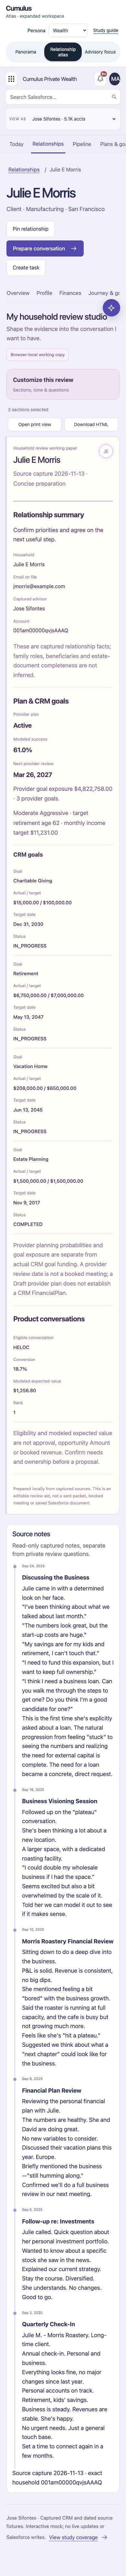 Cumulus
Atlas · expanded workspace
Persona
Wealth
Study guide
Panorama
Relationship atlas
Advisory focus
Cumulus Private Wealth
MA
Search Salesforce...
VIEW AS
Jose Sifontes · 5.1K accts
Today
Relationships
Pipeline
Plans & go
Relationships / Julie E Morris
Julie E Morris
Client · Manufacturing · San Francisco
Pin relationship
Prepare conversation →
Create task
Overview
Profile
Finances
Journey & go
My household review studio
Shape the evidence into the conversation I
want to have.
Browser-local working copy
Customize this review
Sections, tone & questions
3 sections selected
Open print view
Download HTML
Household review working paper
Julie E Morris
Source capture 2026-11-13 ·
Concise preparation
Relationship summary
Confirm priorities and agree on the
next useful step.
Household
Julie E Morris
Email on file
jmorris@example.com
Captured advisor
Jose Sifontes
Account
These are captured relationship facts;
family roles, beneficiaries and estate-
document completeness are not
inferred.
Plan & CRM goals
Provider plan
Active
Modeled success
61.0%
Next provider review
Mar 26, 2027
Provider goal exposure $4,822,758.00
· 3 provider goals.
Moderate Aggressive · target
retirement age 62 · monthly income
target $11,231.00
CRM goals
Goal
Charitable Giving
Actual / target
$15,000.00 / $100,000.00
Target date
Dec 31, 2030
Status
IN_PROGRESS
Goal
Retirement
Actual / target
$6,750,000.00 / $7,000,000.00
Target date
May 13, 2047
Status
IN_PROGRESS
Goal
Vacation Home
Actual / target
$208,000.00 / $650,000.00
Target date
Jun 13, 2045
Status
IN_PROGRESS
Goal
Estate Planning
Actual / target
$1,500,000.00 / $1,500,000.00
Target date
Nov 9, 2017
Status
COMPLETED
Provider planning probabilities and
goal exposure are separate from
actual CRM Goal funding. A provider
review date is not a booked meeting; a
Draft provider plan does not establish
a CRM FinancialPlan.
Product conversations
Eligible conversation
HELOC
Conversion
18.7%
Modeled expected value
$1,256.80
Rank
1
Eligibility and modeled expected value
are not approval, opportunity Amount
or booked revenue. Confirm needs
and ownership before a proposal.
Prepared locally from captured sources. This is an
editable review aid, not a sent packet, booked
meeting or saved Salesforce document.
Source notes
Read-only captured notes, separate
from private review questions.
Sep 24, 2025
Discussing the Business
Julie came in with a determined
look on her face.
"I've been thinking about what we
talked about last month."
"The numbers look great, but the
start-up costs are huge."
"My savings are for my kids and
retirement, I can't touch that."
"I need to fund this expansion, but I
want to keep full ownership."
"I think I need a business loan. Can
you walk me through the steps to
get one? Do you think I'm a good
candidate for one?"
This is the first time she's explicitly
asked about a loan. The natural
progression from feeling "stuck" to
seeing the numbers and realizing
the need for external capital is
complete. The need for a loan
became a concrete, direct request.
Business Visioning Session
Followed up on the "plateau"
conversation.
She's been thinking a lot about a
new location.
A larger space, with a dedicated
roasting facility.
"I could double my wholesale
business if I had the space."
Seems excited but also a bit
overwhelmed by the scale of it.
Told her we can model it out to see
if it makes sense.
Morris Roastery Financial Review
Sitting down to do a deep dive into
the business.
P&L is solid. Revenue is consistent,
no big dips.
She mentioned feeling a bit
"bored" with the business growth.
Said the roaster is running at full
capacity, and the cafe is busy but
not growing much more.
Feels like she's "hit a plateau."
Suggested we think about what a
"next chapter" could look like for
the business.
Financial Plan Review
Reviewing the personal financial
plan with Julie.
The numbers are healthy. She and
David are doing great.
No new variables to consider.
Discussed their vacation plans this
year. Europe.
Briefly mentioned the business
—"still humming along."
Confirmed we'll do a full business
review in our next meeting.
Follow-up re: Investments
Julie called. Quick question about
her personal investment portfolio.
Wanted to hear about a specific
stock she saw in the news.
Explained our current strategy.
Stay the course. Diversified.
She understands. No changes.
Good to go.
Quarterly Check-In
Julie M. - Morris Roastery. Long-
time client.
Annual check-in. Personal and
business.
Everything looks fine, no major
changes since last year.
Personal accounts on track.
Retirement, kids' savings.
Business is steady. Revenues are
stable. She's happy.
No urgent needs. Just a general
touch base.
Set a time to connect again in a
few months.
Source capture 2026-11-13 · exact
Jose Sifontes · Captured CRM and dated source
fixtures. Interactive mock; no live updates or
Salesforce writes. View study coverage →